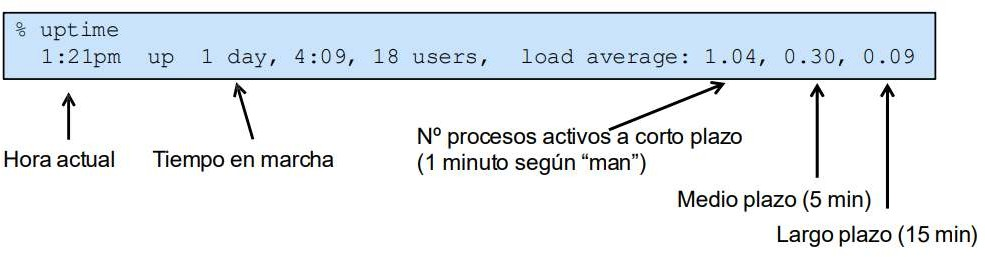 % uptime
1:21pm up 1 day, 4:09, 18 users, load average: 1.04, 0.30, 0.09
Hora actual
Tiempo en marcha
Nº procesos activos a corto plazo
(1 minuto según “man”)
Medio plazo (5 min)
Largo plazo (15 min)